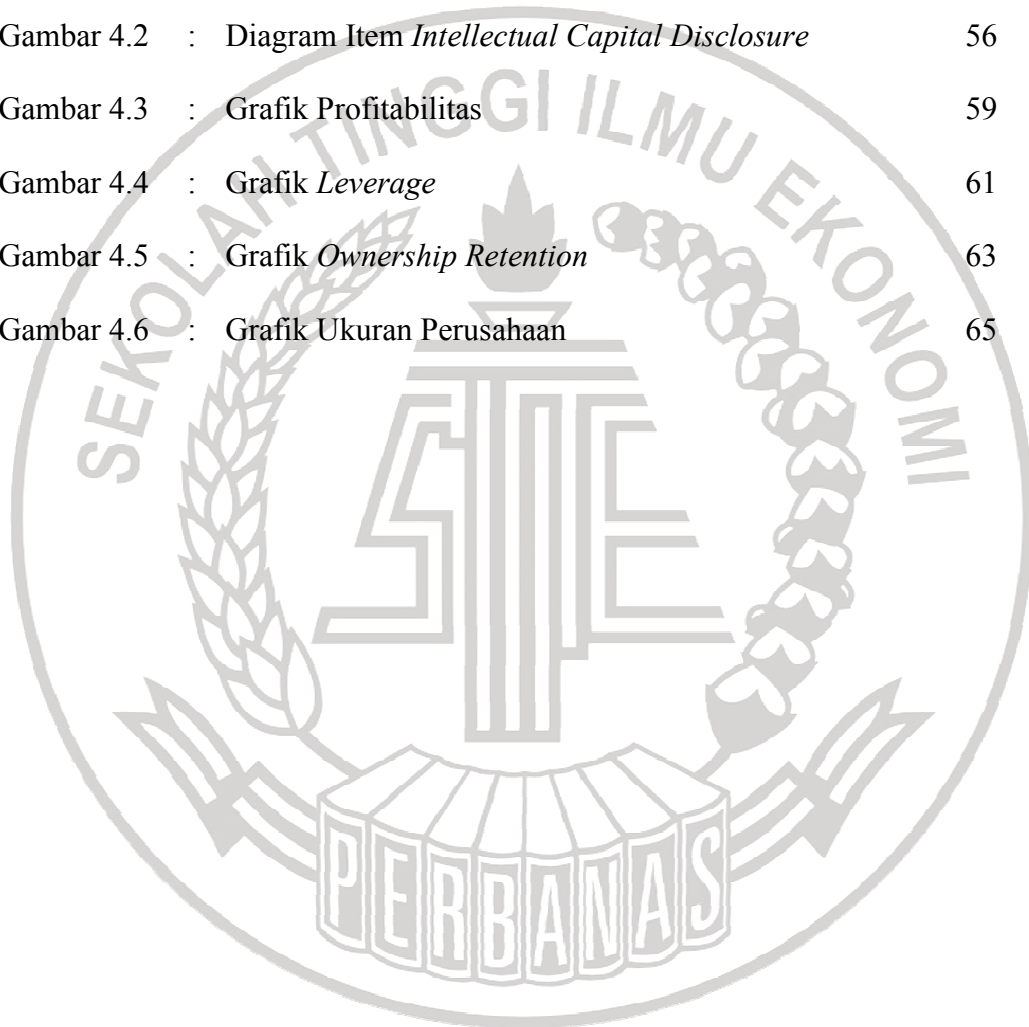 Gambar 4.2 : Diagram Item Intellectual Capital Disclosure 56
Gambar 4.3 : Grafik Profitabilitas 59
Gambar 4.4 : Grafik Leverage 61
Gambar 4.5 : Grafik Ownership Retention 63
Gambar 4.6 : Grafik Ukuran Perusahaan 65
SEKOLAH TINGGI ILMU EKONOMI
STIE
PERBANAS